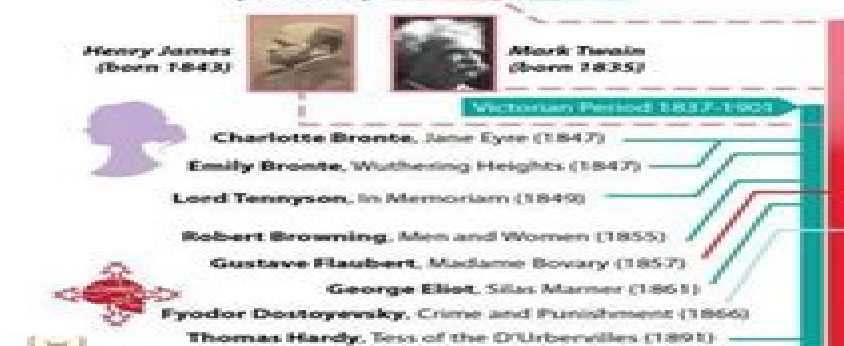 Henry James
(born 1843)
Mark Twain
(born 1835)
Victorian Period 1837-1901
Charlotte Bronte, Jane Eyre (1847)
Emily Bronte, Wuthering Heights (1847)
Lord Tennyson, In Memoriam (1849)
Robert Browning, Men and Women (1855)
Gustave Flaubert, Madame Bovary (1857)
George Eliot, Silas Marner (1861)
Fyodor Dostoyevsky, Crime and Punishment (1866)
Thomas Hardy, Tess of the D'Urbervilles (1891)